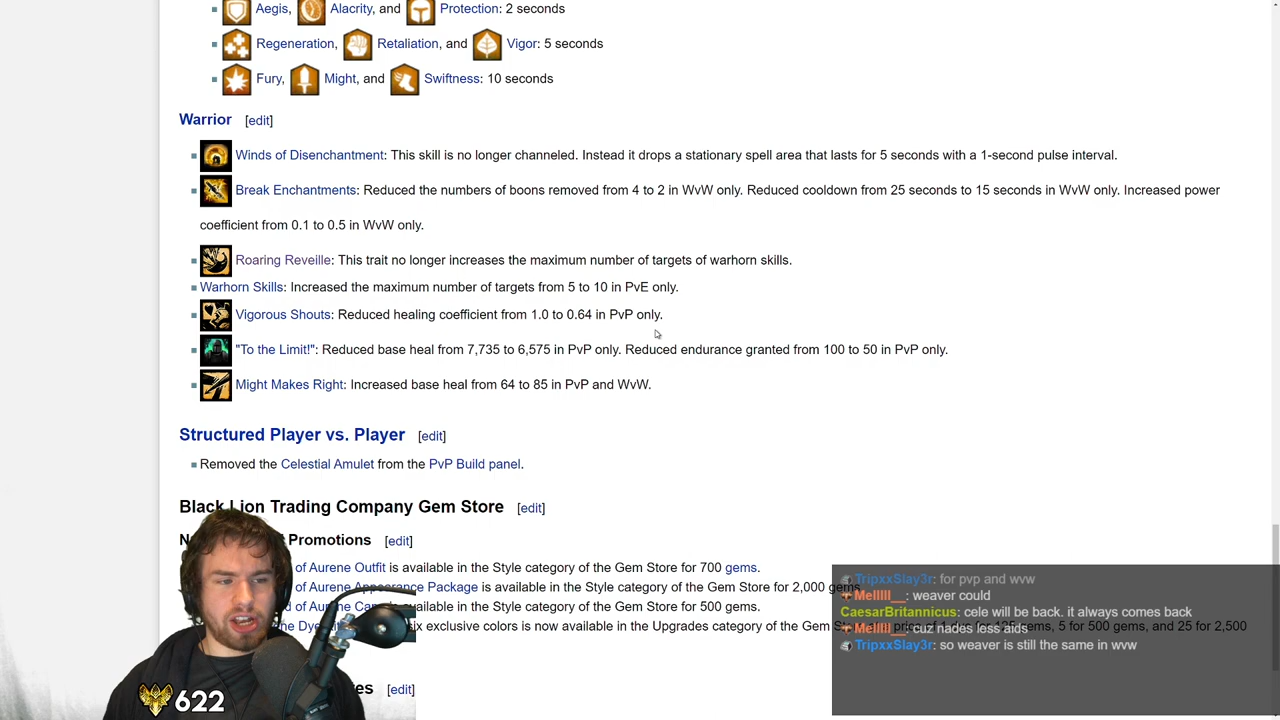 Aegis, Alacrity, and Protection: 2 seconds
Regeneration, Retaliation, and Vigor: 5 seconds
Fury, Might, and Swiftness: 10 seconds
Warrior [edit]
Winds of Disenchantment: This skill is no longer channeled. Instead it drops a stationary spell area that lasts for 5 seconds with a 1-second pulse interval.
Break Enchantments: Reduced the numbers of boons removed from 4 to 2 in WvW only. Reduced cooldown from 25 seconds to 15 seconds in WvW only. Increased power
coefficient from 0.1 to 0.5 in WvW only.
Roaring Reveille: This trait no longer increases the maximum number of targets of warhorn skills.
Warhorn Skills: Increased the maximum number of targets from 5 to 10 in PvE only.
Vigorous Shouts: Reduced healing coefficient from 1.0 to 0.64 in PvP only.
"To the Limit!": Reduced base heal from 7,735 to 6,575 in PvP only. Reduced endurance granted from 100 to 50 in PvP only.
Might Makes Right: Increased base heal from 64 to 85 in PvP and WvW.
Structured Player vs. Player [edit]
Removed the Celestial Amulet from the PvP Build panel.
Black Lion Trading Company Gem Store [edit]
Promotions [edit]
of Aurene Outfit is available in the Style category of the Gem Store for 700 gems.
of Aurene Appearance Package is available in the Style category of the Gem Store for 2,000 gems
of Aurene available in the Style category of the Gem Store for 500 gems.
six exclusive colors is now available in the Upgrades category of the Gem 5 for 500 gems, and 25 for 2,500
[edit]
TripxxSlay3r: for pvp and wvw
Melllll__: weaver could
CaesarBritannicus: cele will be back. it always comes back
Melllll__: cuz nades less aids
TripxxSlay3r: so weaver is still the same in wvw
622